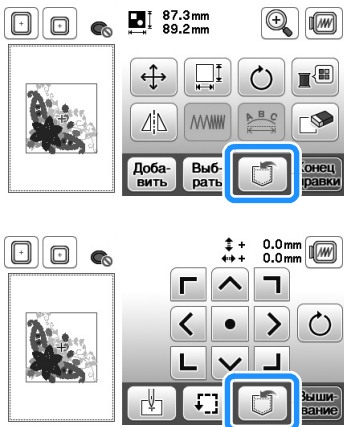 87.3mm
89.2mm
A B C
Доба-
вить
Выб-
рать
Конец
правки
+ 0.0mm
+ 0.0mm
Выши-
вание